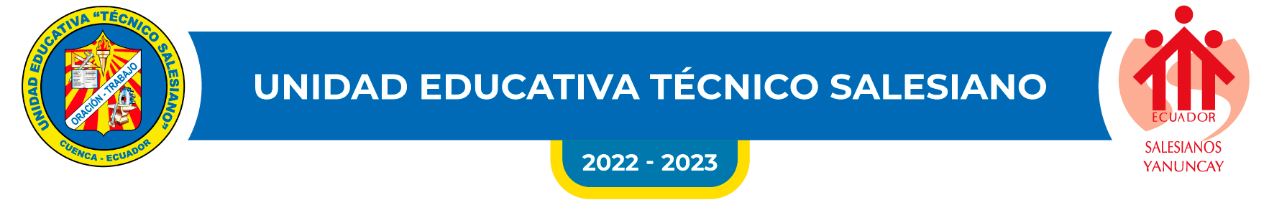 UNIDAD EDUCATIVA "TÉCNICO SALESIANO"
ORACIÓN - TRABAJO
CUENCA - ECUADOR
UNIDAD EDUCATIVA TÉCNICO SALESIANO
2022 - 2023
ECUADOR
SALESIANOS
YANUNCAY